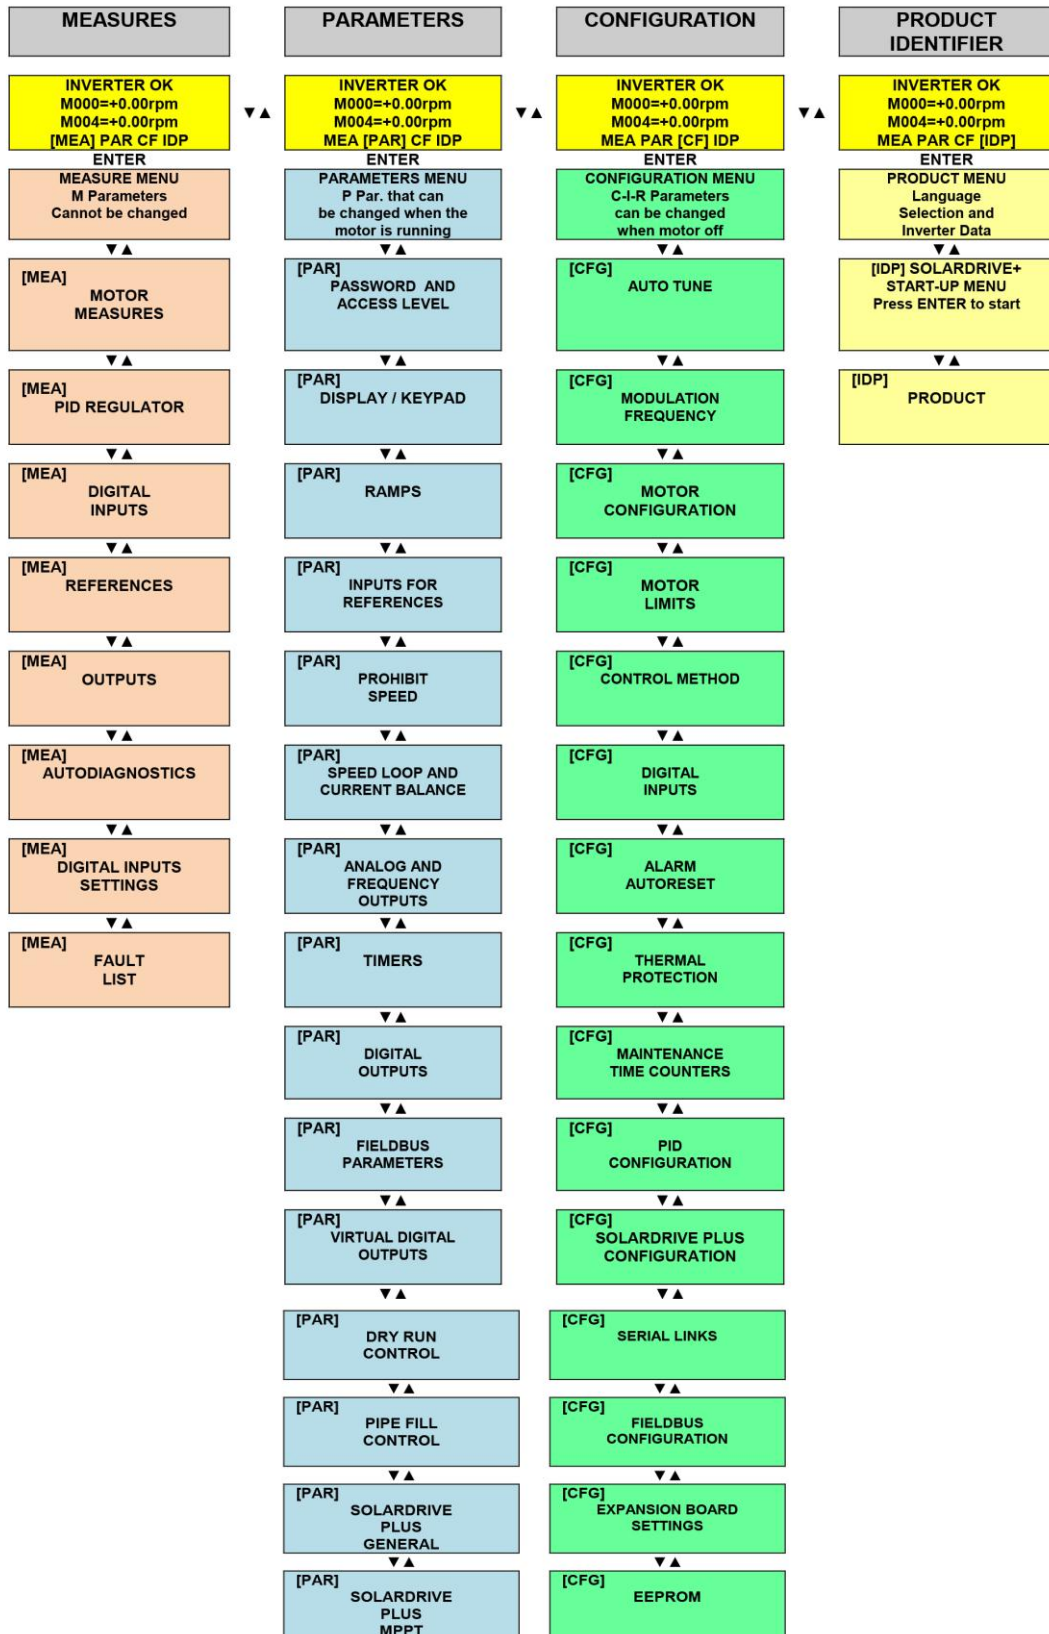 MEASURES
INVERTER OK
M000=+0.00rpm
M004=+0.00rpm
[MEA] PAR CF IDP
ENTER
MEASURE MENU
M Parameters
Cannot be changed
▼▲
[MEA]
MOTOR
MEASURES
▼▲
[MEA]
PID REGULATOR
▼▲
[MEA]
DIGITAL
INPUTS
▼▲
[MEA]
REFERENCES
▼▲
[MEA]
OUTPUTS
▼▲
[MEA]
AUTODIAGNOSTICS
▼▲
[MEA]
DIGITAL INPUTS
SETTINGS
▼▲
[MEA]
FAULT
LIST
▼▲
PARAMETERS
INVERTER OK
M000=+0.00rpm
M004=+0.00rpm
MEA [PAR] CF IDP
ENTER
PARAMETERS MENU
P Par. that can
be changed when the
motor is running
▼▲
[PAR]
PASSWORD AND
ACCESS LEVEL
▼▲
[PAR]
DISPLAY / KEYPAD
▼▲
[PAR]
RAMPS
▼▲
[PAR]
INPUTS FOR
REFERENCES
▼▲
[PAR]
PROHIBIT
SPEED
▼▲
[PAR]
SPEED LOOP AND
CURRENT BALANCE
▼▲
[PAR]
ANALOG AND
FREQUENCY
OUTPUTS
▼▲
[PAR]
TIMERS
▼▲
[PAR]
DIGITAL
OUTPUTS
▼▲
[PAR]
FIELDBUS
PARAMETERS
▼▲
[PAR]
VIRTUAL DIGITAL
OUTPUTS
▼▲
[PAR]
DRY RUN
CONTROL
▼▲
[PAR]
PIPE FILL
CONTROL
▼▲
[PAR]
SOLARDRIVE
PLUS
GENERAL
▼▲
[PAR]
SOLARDRIVE
PLUS
MPPT
▼▲
CONFIGURATION
INVERTER OK
M000=+0.00rpm
M004=+0.00rpm
MEA PAR [CF] IDP
ENTER
CONFIGURATION MENU
C-I-R Parameters
can be changed
when motor off
▼▲
[CFG]
AUTO TUNE
▼▲
[CFG]
MODULATION
FREQUENCY
▼▲
[CFG]
MOTOR
CONFIGURATION
▼▲
[CFG]
MOTOR
LIMITS
▼▲
[CFG]
CONTROL METHOD
▼▲
[CFG]
DIGITAL
INPUTS
▼▲
[CFG]
ALARM
AUTORESET
▼▲
[CFG]
THERMAL
PROTECTION
▼▲
[CFG]
MAINTENANCE
TIME COUNTERS
▼▲
[CFG]
PID
CONFIGURATION
▼▲
[CFG]
SOLARDRIVE PLUS
CONFIGURATION
▼▲
[CFG]
SERIAL LINKS
▼▲
[CFG]
FIELDBUS
CONFIGURATION
▼▲
[CFG]
EXPANSION BOARD
SETTINGS
▼▲
[CFG]
EEPROM
▼▲
PRODUCT
IDENTIFIER
INVERTER OK
M000=+0.00rpm
M004=+0.00rpm
MEA PAR CF [IDP]
ENTER
PRODUCT MENU
Language
Selection and
Inverter Data
▼▲
[IDP] SOLARDRIVE+
START-UP MENU
Press ENTER to start
▼▲
[IDP]
PRODUCT